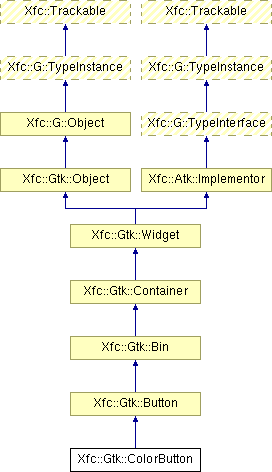 Xfc::Trackable Xfc::Trackable
Xfc::G::TypeInstance Xfc::G::TypeInstance
Xfc::G::Object Xfc::G::TypeInterface
Xfc::Gtk::Object Xfc::Atk::Implementor
Xfc::Gtk::Widget
Xfc::Gtk::Container
Xfc::Gtk::Bin
Xfc::Gtk::Button
Xfc::Gtk::ColorButton